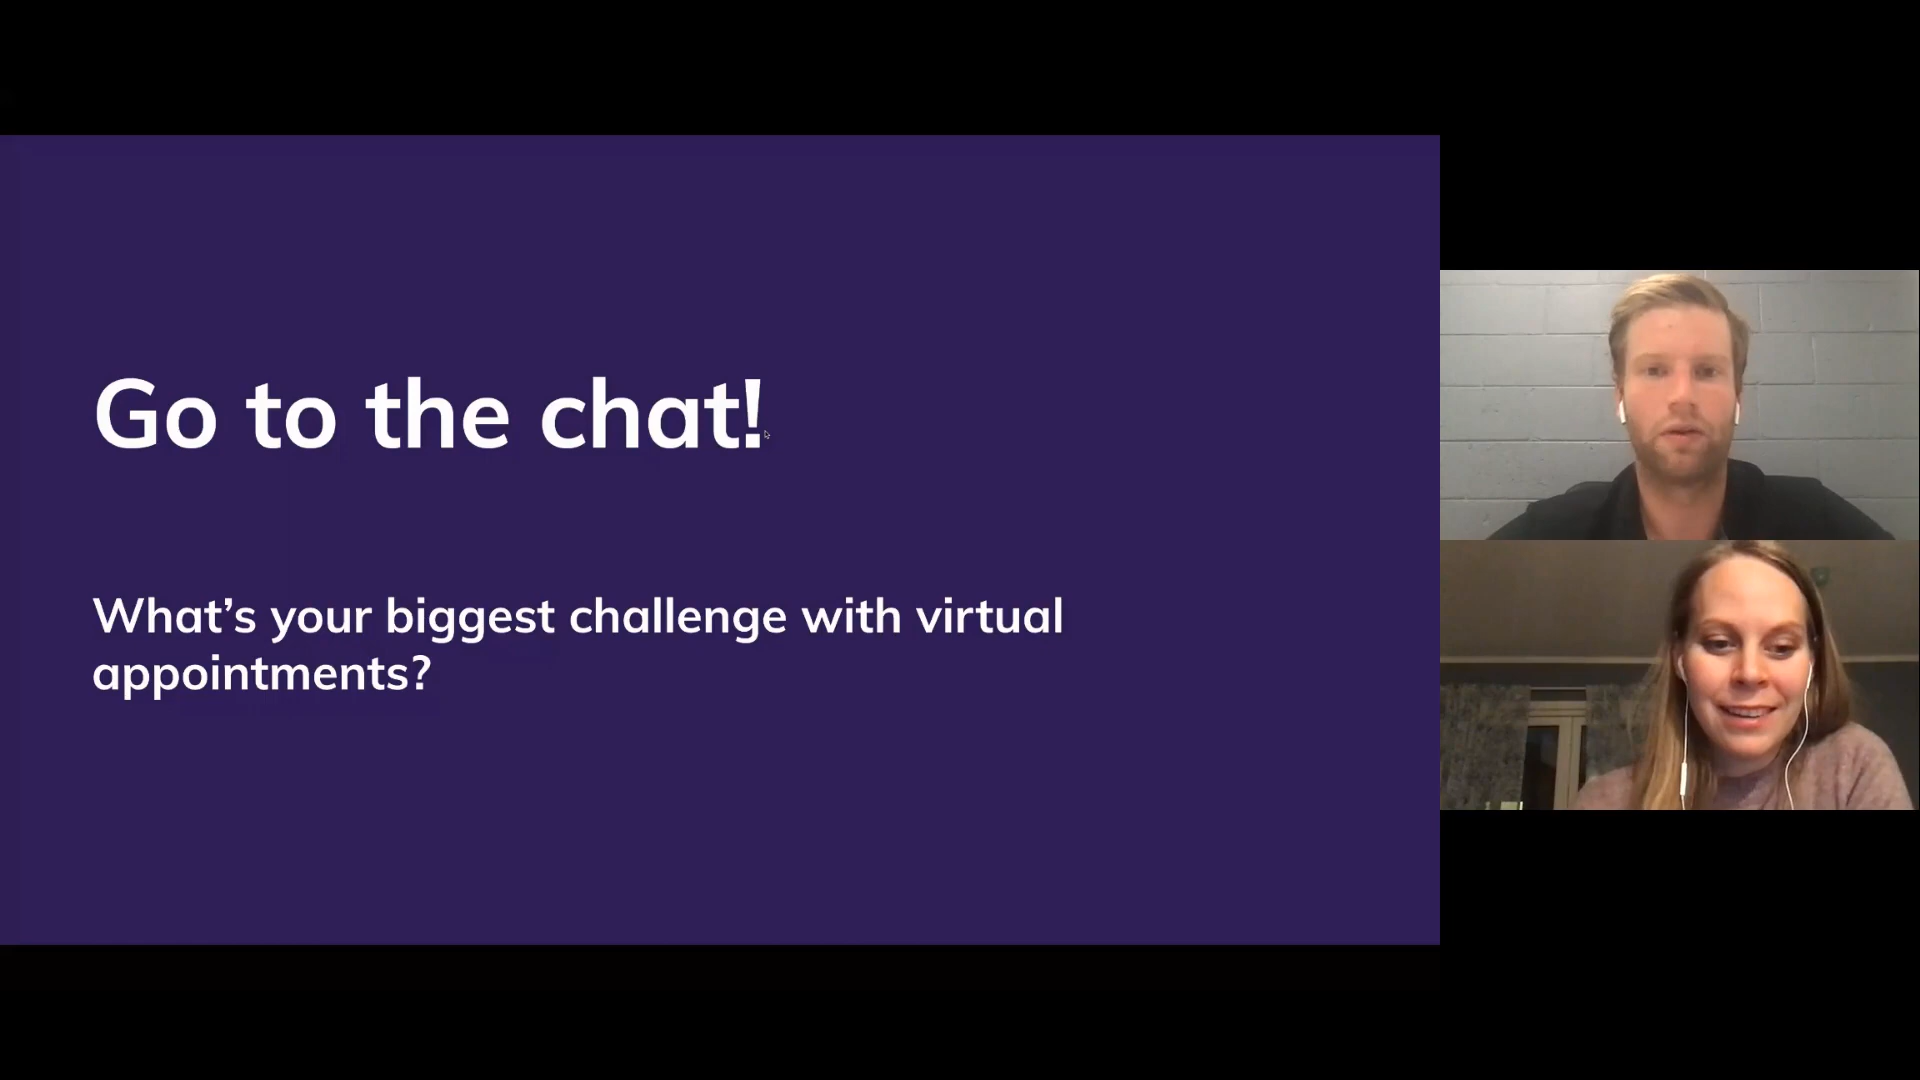 Go to the chat!
What’s your biggest challenge with virtual
appointments?